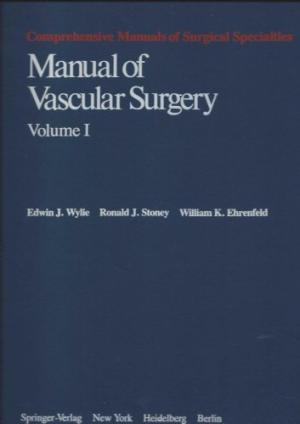 Comprehensive Manuals of Surgical Specialties
Manual of
Vascular Surgery
Volume I
Edwin J. Wylie Ronald J. Stoney William K. Ehrenfeld
Springer-Verlag New York Heidelberg Berlin